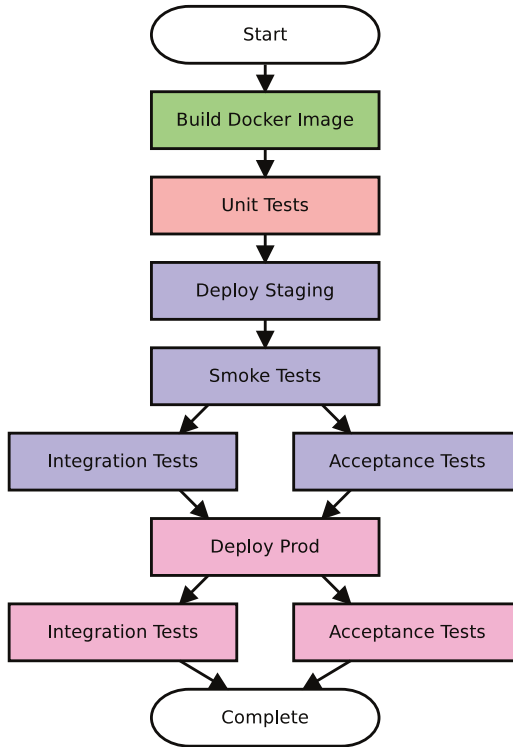 Start
Build Docker Image
Unit Tests
Deploy Staging
Smoke Tests
Integration Tests
Acceptance Tests
Deploy Prod
Integration Tests
Acceptance Tests
Complete